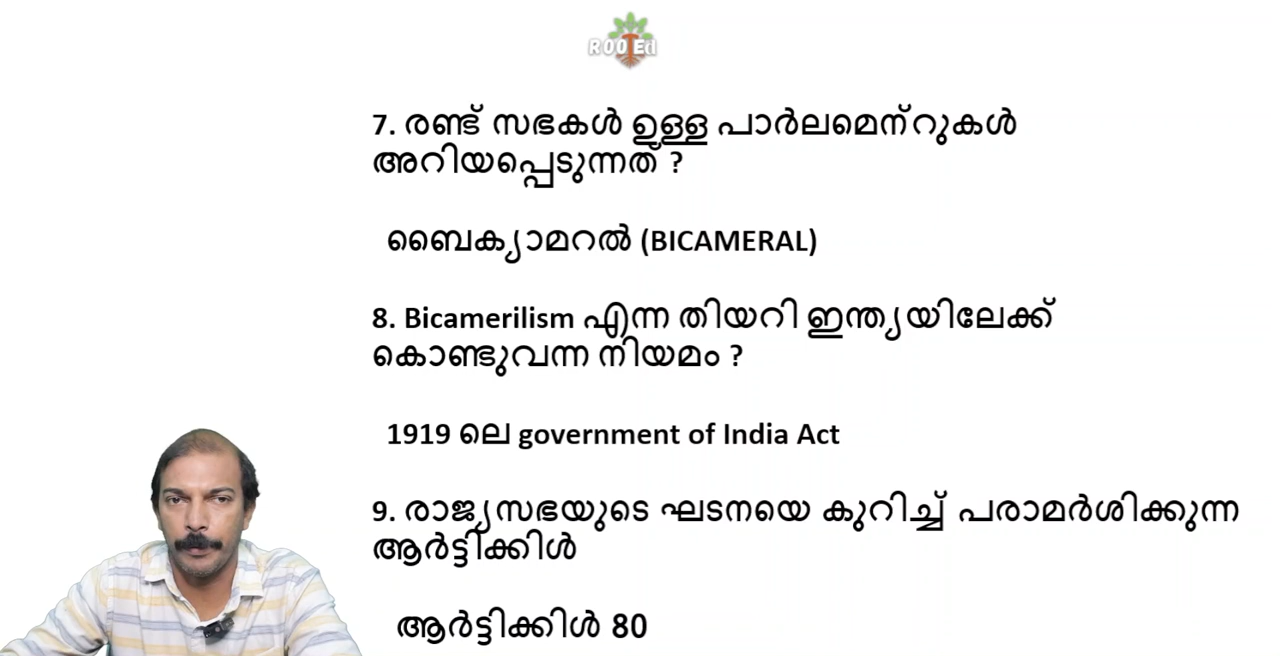 ROOTEd
7. രണ്ട് സഭകൾ ഉള്ള പാർലമെന്റുകൾ
അറിയപ്പെടുന്നത് ?
ബൈക്യാമറൽ (BICAMERAL)
8. Bicamerilism എന്ന തിയറി ഇന്ത്യയിലേക്ക്
കൊണ്ടുവന്ന നിയമം ?
1919 ലെ government of India Act
9. രാജ്യസഭയുടെ ഘടനയെ കുറിച്ച് പരാമർശിക്കുന്ന
ആർട്ടിക്കിൾ
ആർട്ടിക്കിൾ 80